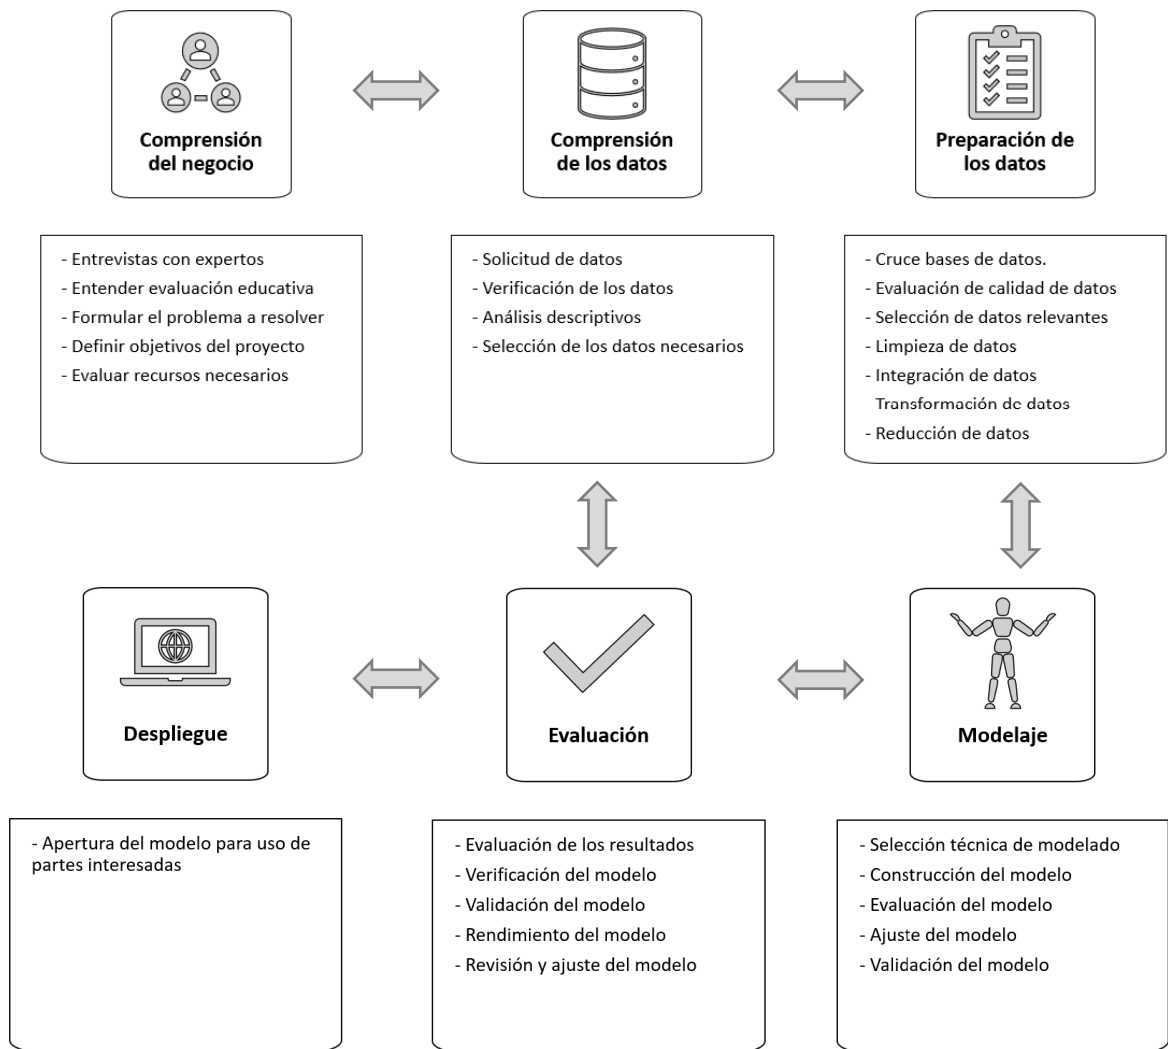 Comprensión
del negocio
Comprensión
de los datos
Preparación de
los datos
- Entrevistas con expertos
- Entender evaluación educativa
- Formular el problema a resolver
- Definir objetivos del proyecto
- Evaluar recursos necesarios
- Solicitud de datos
- Verificación de los datos
- Análisis descriptivos
- Selección de los datos necesarios
- Cruce bases de datos.
- Evaluación de calidad de datos
- Selección de datos relevantes
- Limpieza de datos
- Integración de datos
Transformación de datos
- Reducción de datos
Despliegue
Evaluación
Modelaje
- Apertura del modelo para uso de
partes interesadas
- Evaluación de los resultados
- Verificación del modelo
- Validación del modelo
- Rendimiento del modelo
- Revisión y ajuste del modelo
- Selección técnica de modelado
- Construcción del modelo
- Evaluación del modelo
- Ajuste del modelo
- Validación del modelo